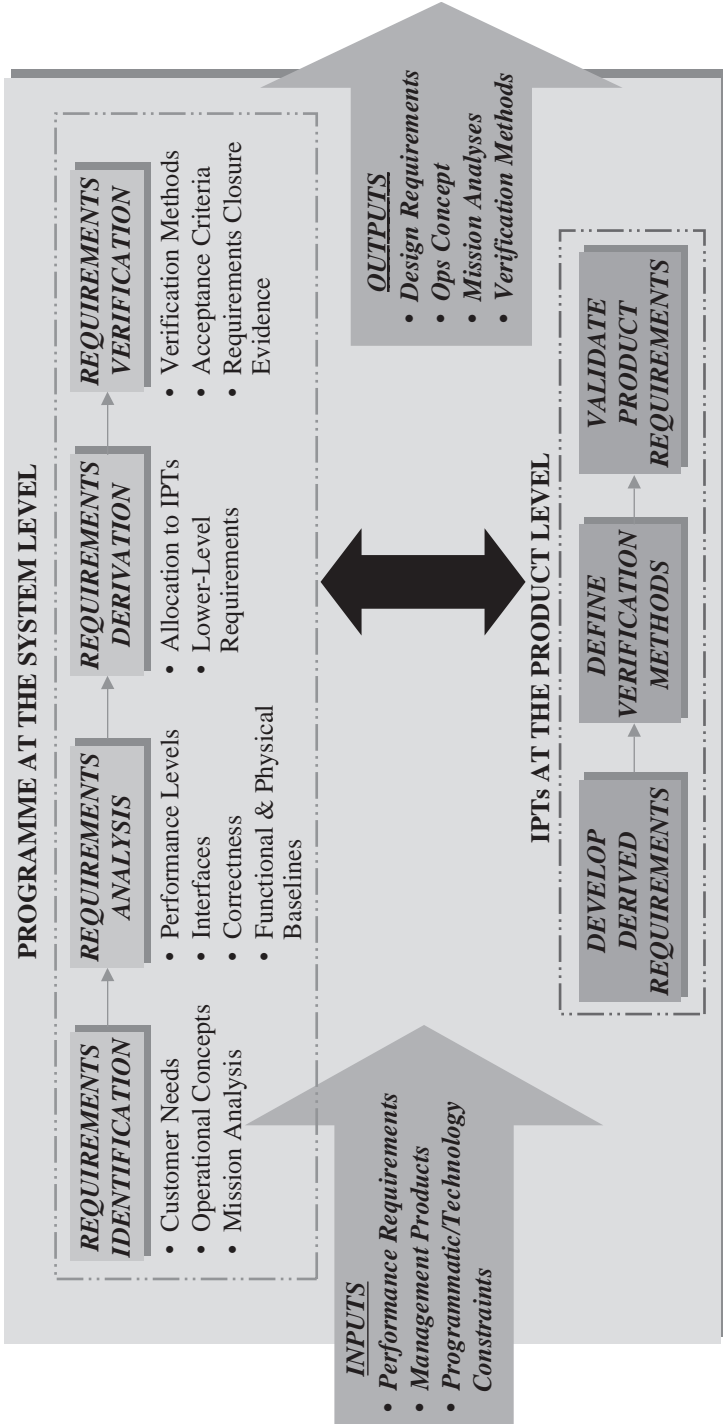 PROGRAMME AT THE SYSTEM LEVEL
REQUIREMENTS
IDENTIFICATION
• Customer Needs
• Operational Concepts
• Mission Analysis
REQUIREMENTS
ANALYSIS
• Performance Levels
• Interfaces
• Correctness
• Functional & Physical
Baselines
REQUIREMENTS
DERIVATION
• Allocation to IPTs
• Lower-Level
Requirements
REQUIREMENTS
VERIFICATION
• Verification Methods
• Acceptance Criteria
• Requirements Closure
Evidence
INPUTS
• Performance Requirements
• Management Products
• Programmatic/Technology
Constraints
OUTPUTS
• Design Requirements
• Ops Concept
• Mission Analyses
• Verification Methods
IPTs AT THE PRODUCT LEVEL
DEVELOP
DERIVED
REQUIREMENTS
DEFINE
VERIFICATION
METHODS
VALIDATE
PRODUCT
REQUIREMENTS